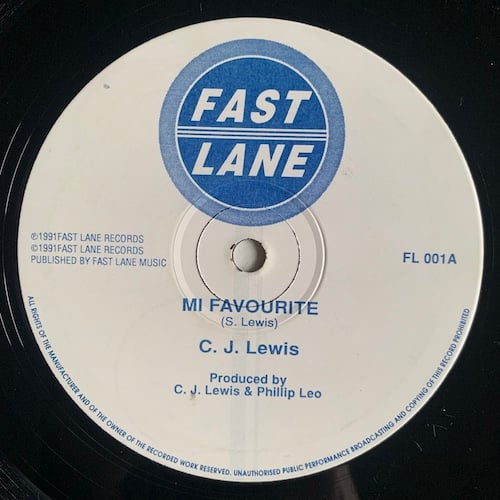 FAST
LANE
℗1991FAST LANE RECORDS
©1991FAST LANE RECORDS
PUBLISHED BY FAST LANE MUSIC
FL 001A
MI FAVOURITE
(S. Lewis)
C. J. Lewis
Produced by
C. J. Lewis & Phillip Leo
ALL RIGHTS OF THE MANUFACTURER AND OF THE OWNER OF THE RECORDED WORK RESERVED. UNAUTHORISED PUBLIC PERFORMANCE BROADCASTING AND COPYING OF THIS RECORD PROHIBITED